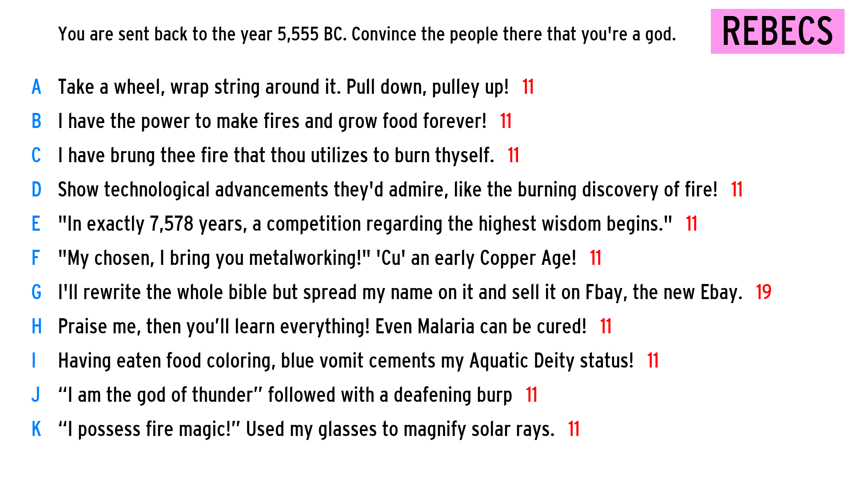 You are sent back to the year 5,555 BC. Convince the people there that you're a god.
REBECS
A Take a wheel, wrap string around it. Pull down, pulley up! 11
B I have the power to make fires and grow food forever! 11
C I have brung thee fire that thou utilizes to burn thyself. 11
D Show technological advancements they'd admire, like the burning discovery of fire! 11
E "In exactly 7,578 years, a competition regarding the highest wisdom begins." 11
F "My chosen, I bring you metalworking!" 'Cu' an early Copper Age! 11
G I'll rewrite the whole bible but spread my name on it and sell it on Fbay, the new Ebay. 19
H Praise me, then you’ll learn everything! Even Malaria can be cured! 11
I Having eaten food coloring, blue vomit cements my Aquatic Deity status! 11
J “I am the god of thunder” followed with a deafening burp 11
K “I possess fire magic!” Used my glasses to magnify solar rays. 11